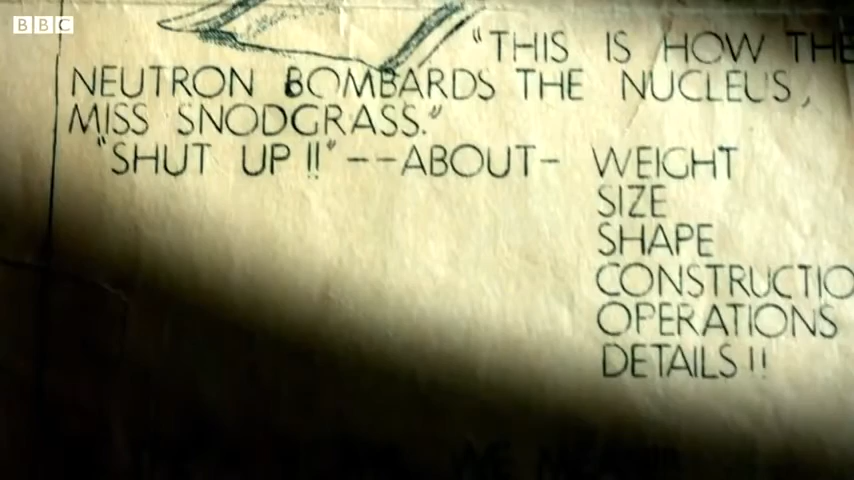 BBC
"THIS IS HOW THE
NEUTRON BOMBARDS THE NUCLEUS,
MISS SNODGRASS."
"SHUT UP!!"--ABOUT- WEIGHT
SIZE
SHAPE
CONSTRUCTIO
OPERATIONS
DETAILS!!